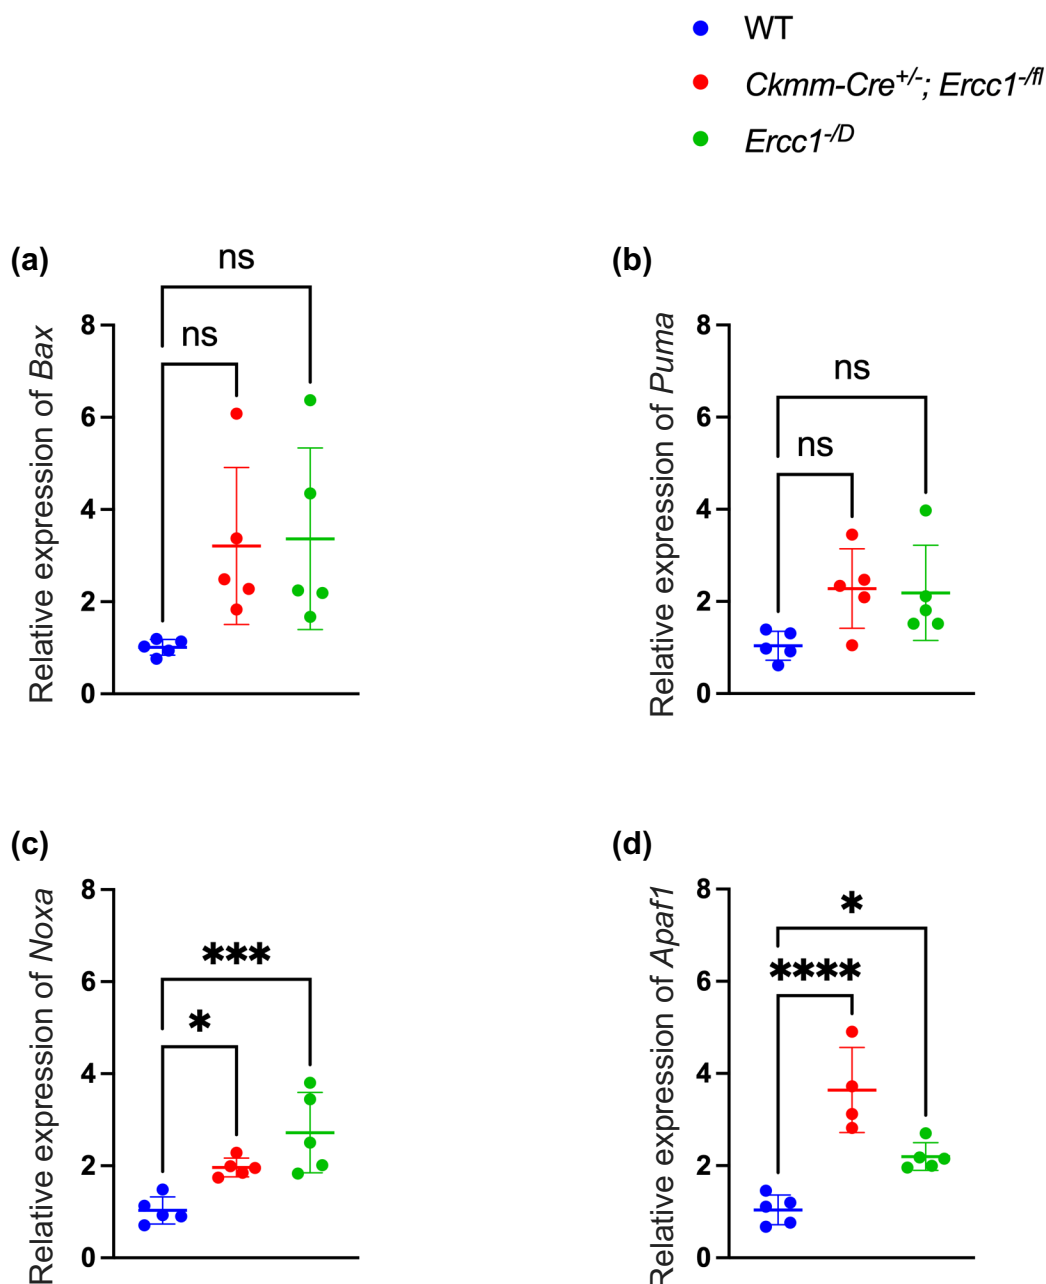 WT
Ckmm-Cre+/-; Ercc1-/fl
Ercc1-/D
(a)
ns
ns
Relative expression of Bax
8
6
4
2
0
(b)
ns
ns
Relative expression of Puma
8
6
4
2
0
(c)
***
*
Relative expression of Noxa
8
6
4
2
0
(d)
*
****
Relative expression of Apaf1
8
6
4
2
0